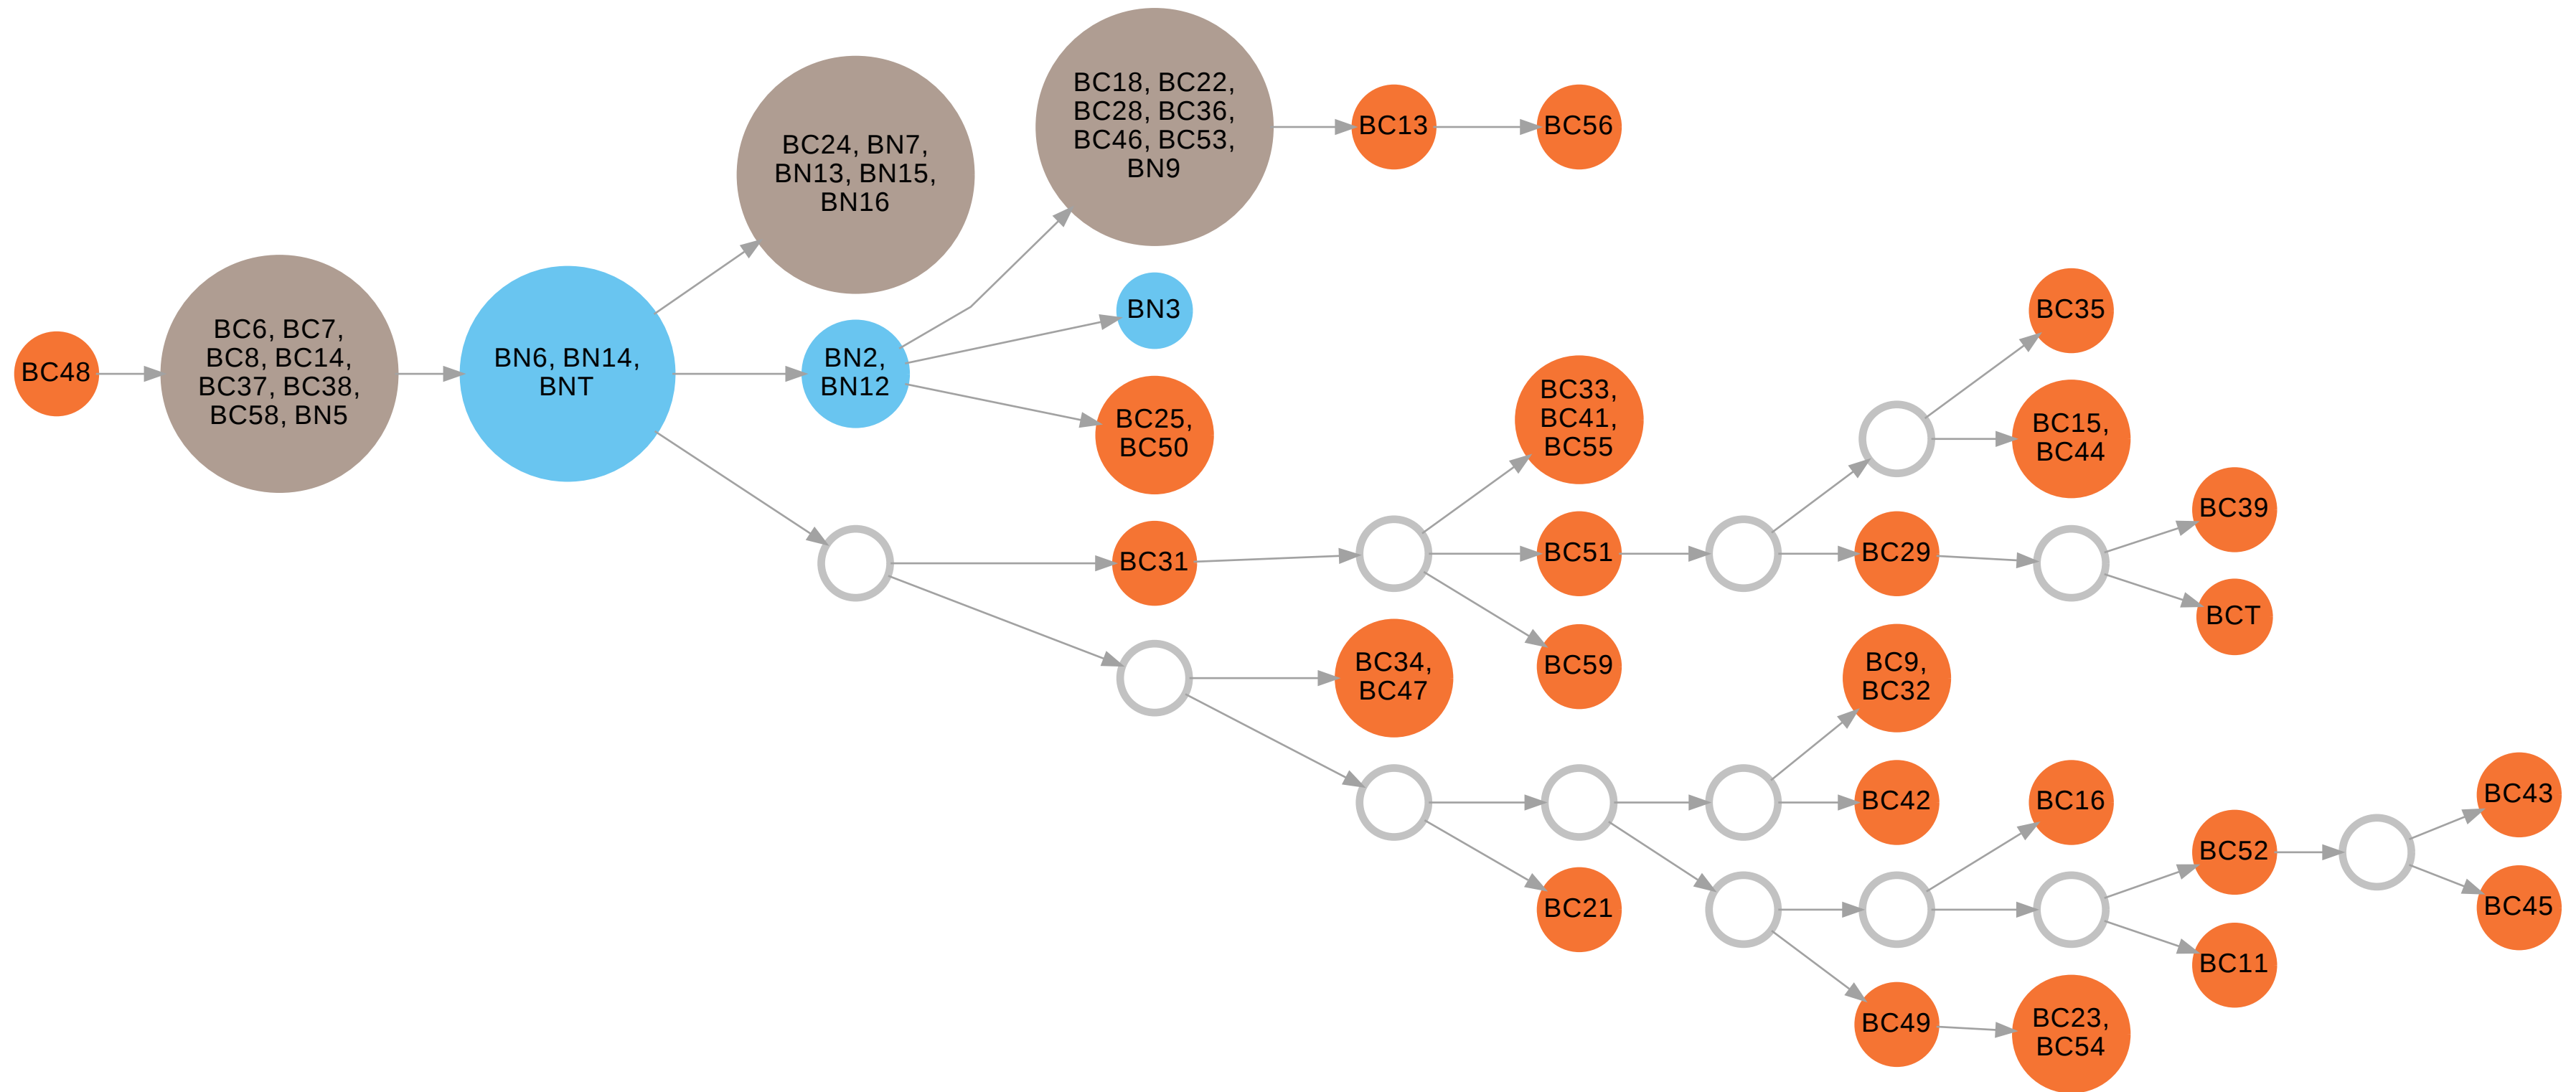 BC48
BC6, BC7,
BC8, BC14,
BC37, BC38,
BC58, BN5
BN6, BN14,
BNT
BC24, BN7,
BN13, BN15,
BN16
BN2,
BN12
BC18, BC22,
BC28, BC36,
BC46, BC53,
BN9
BC13
BC56
BN3
BC25,
BC50
BC31
BC33,
BC41,
BC55
BC51
BC59
BC35
BC15,
BC44
BC29
BC39
BCT
BC34,
BC47
BC9,
BC32
BC42
BC21
BC16
BC52
BC11
BC43
BC45
BC49
BC23,
BC54